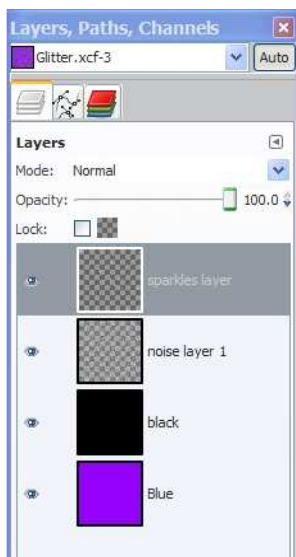 Layers, Paths, Channels
Glitter.xcf-3
Auto
Layers
Mode: Normal
Opacity: 100.0
Lock:
sparkles layer
noise layer 1
black
Blue